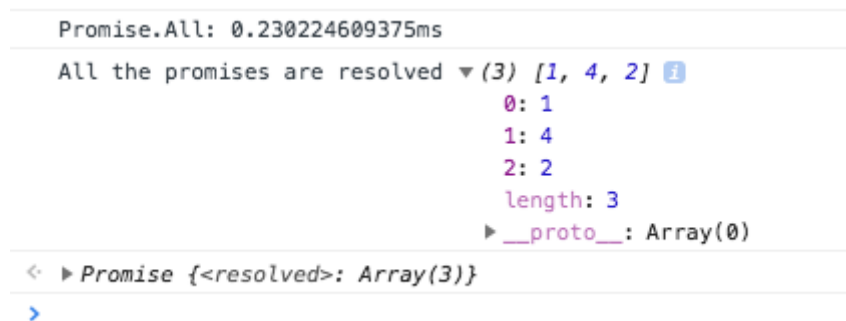 Promise.All: 0.230224609375ms
All the promises are resolved ▼(3) [1, 4, 2] i
0: 1
1: 4
2: 2
length: 3
▶__proto__: Array(0)
<· ▶Promise {<resolved>: Array(3)}
>